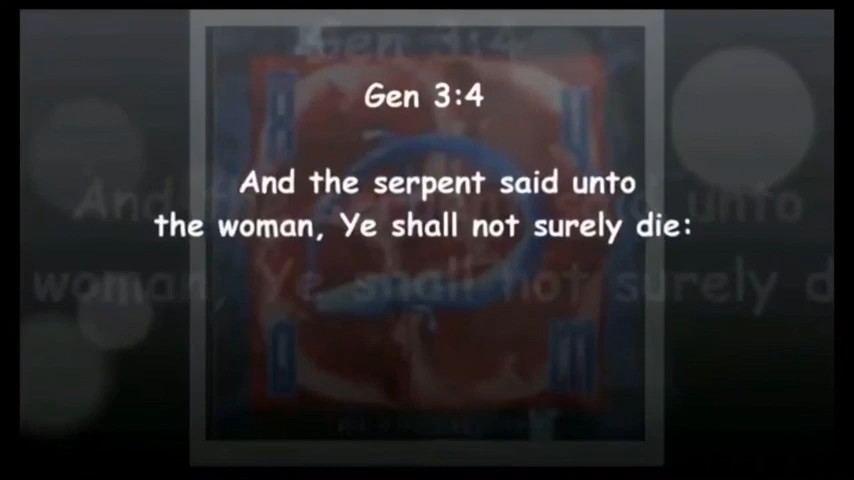 Gen 3:4
And the serpent said unto
the woman, Ye shall not surely die: